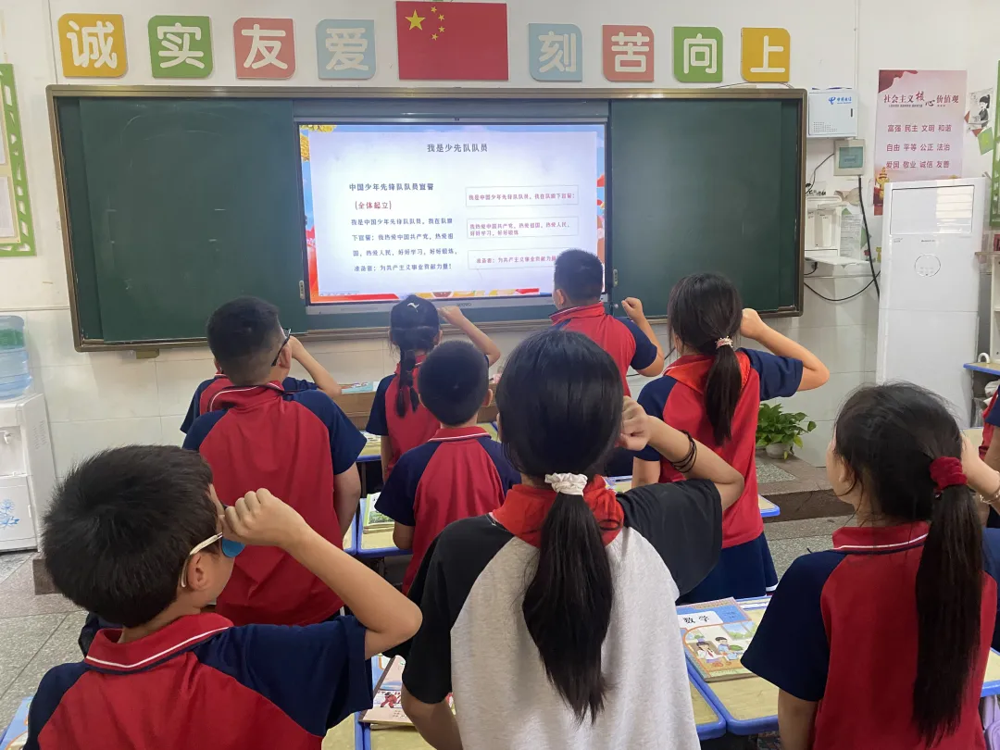 诚 实 友 爱
刻 苦 向 上
我是少先队队员
中国少年先锋队队员宣誓
(全体起立)
我是中国少年先锋队队员。我在队旗
下宣誓：我热爱中国共产党，热爱祖
国，热爱人民，好好学习，好好锻炼，
准备着：为共产主义事业贡献力量！
我是中国少年先锋队队员。我在队旗下宣誓！
我热爱中国共产党，热爱祖国，热爱人民，
好好学习，好好锻炼
准备着：为共产主义事业贡献力
社会主义核心价值观
富强 民主 文明 和谐
自由 平等 公正 法治
爱国 敬业 诚信 友善
中国电信
数学